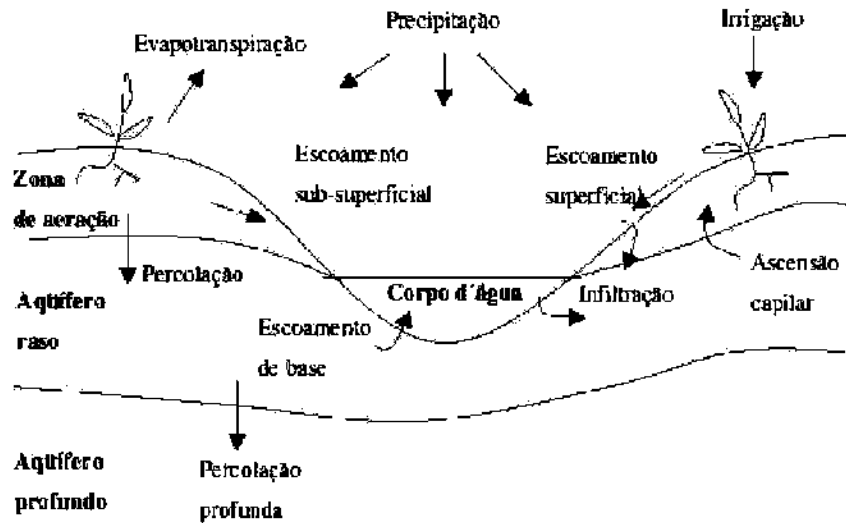 Precipitação
Irrigação
Evapotranspiração
Escoamento
sub-superficial
Escoamento
superficial
Zona
de aeração
Percolação
Corpo d'água
Infiltração
Ascensão
capilar
Aqüífero
raso
Escoamento
de base
Aqüífero
profundo
Percolação
profunda